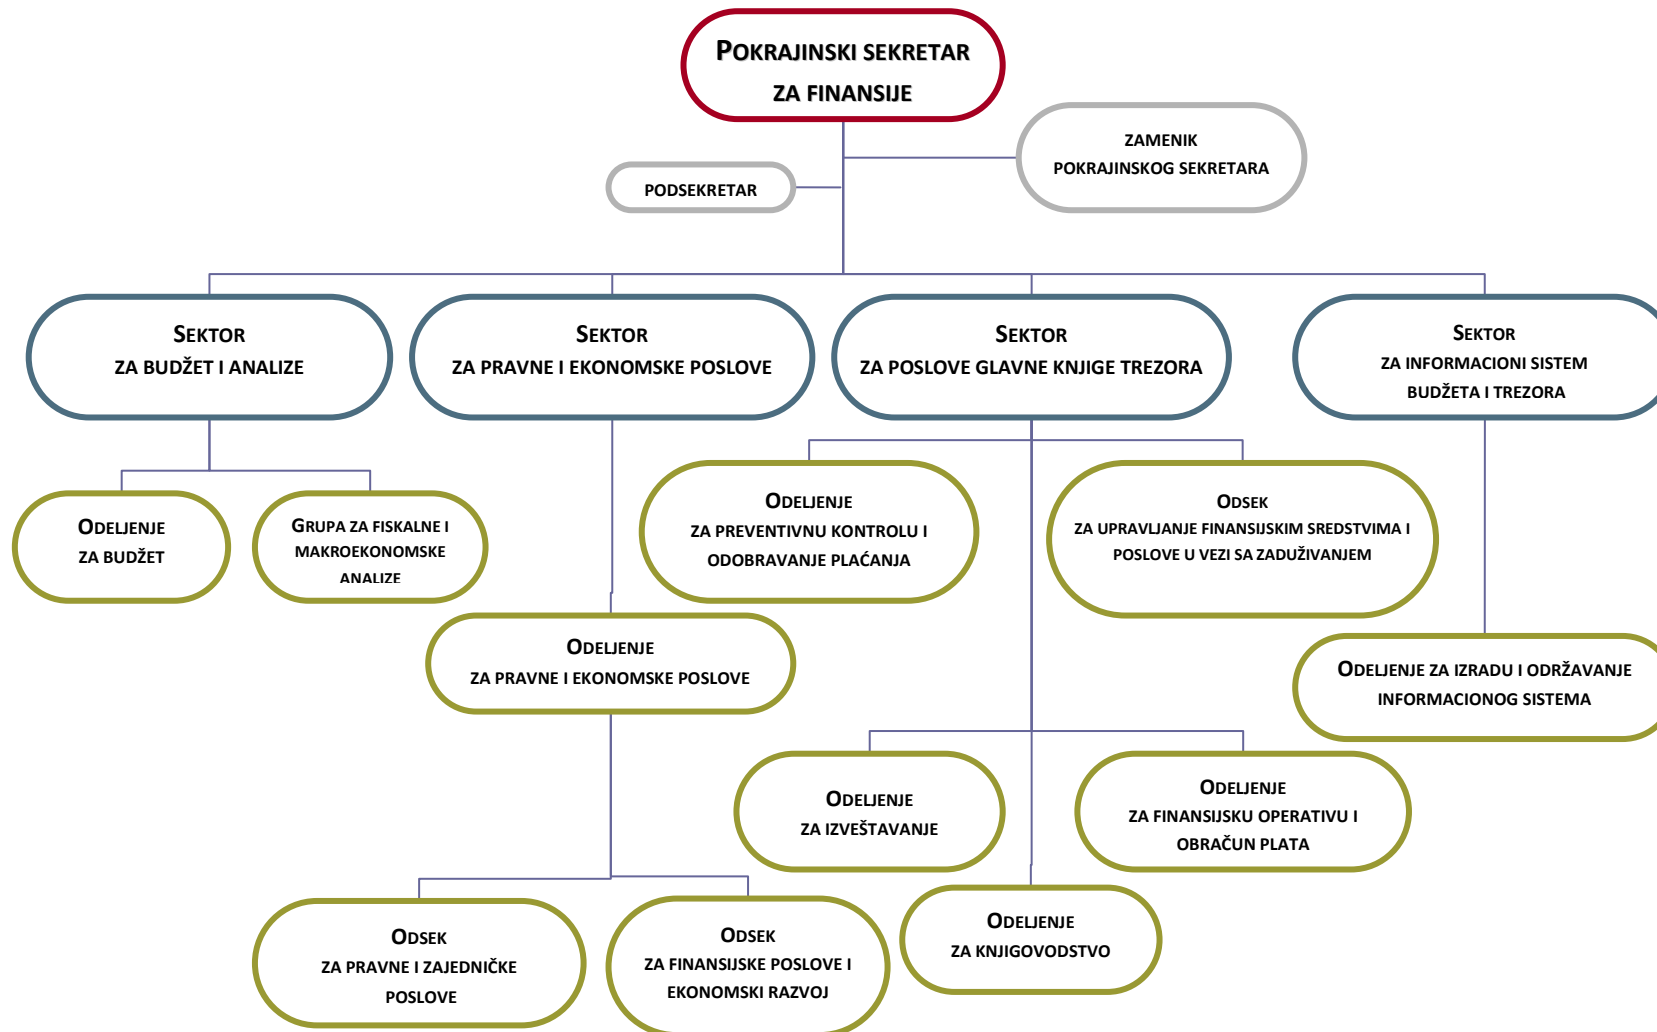 POKRAJINSKI SEKRETAR
ZA FINANSIJE
ZAMENIK
POKRAJINSKOG SEKRETARA
PODSEKRETAR
SEKTOR
ZA BUDŽET I ANALIZE
SEKTOR
ZA PRAVNE I EKONOMSKE POSLOVE
SEKTOR
ZA POSLOVE GLAVNE KNJIGE TREZORA
SEKTOR
ZA INFORMACIONI SISTEM
BUDŽETA I TREZORA
ODELJENJE
ZA BUDŽET
GRUPA ZA FISKALNE I
MAKROEKONOMSKE
ANALIZE
ODELJENJE
ZA PREVENTIVNU KONTROLU I
ODOBRAVANJE PLAĆANJA
ODSEK
ZA UPRAVLJANJE FINANSIJSKIM SREDSTVIMA I
POSLOVE U VEZI SA ZADUŽIVANJEM
ODELJENJE
ZA PRAVNE I EKONOMSKE POSLOVE
ODELJENJE ZA IZRADU I ODRŽAVANJE
INFORMACIONOG SISTEMA
ODELJENJE
ZA IZVEŠTAVANJE
ODELJENJE
ZA FINANSIJSKU OPERATIVU I
OBRAČUN PLATA
ODSEK
ZA PRAVNE I ZAJEDNIČKE
POSLOVE
ODSEK
ZA FINANSIJSKE POSLOVE I
EKONOMSKI RAZVOJ
ODELJENJE
ZA KNJIGOVODSTVO